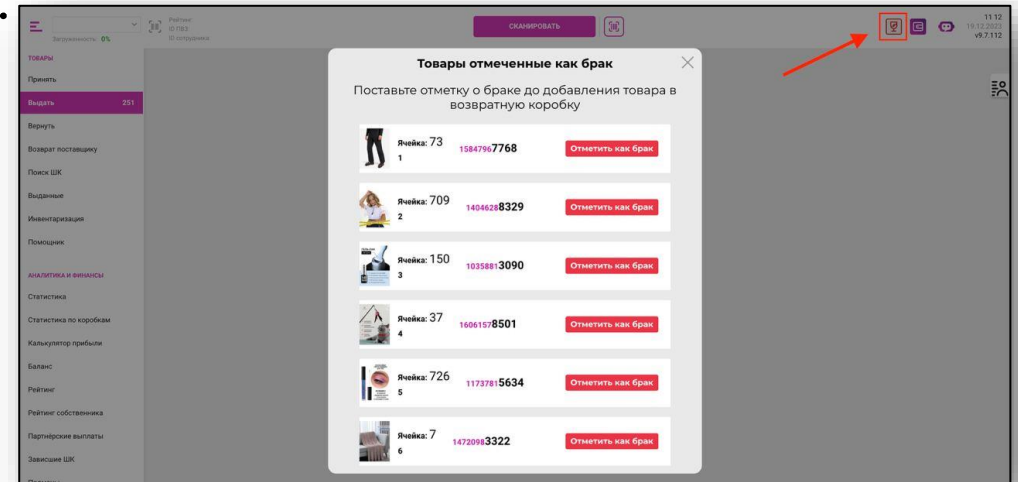 Рейтинг
ID ПВЗ
ID сотрудника
Загруженность: 0%
СКАНИРОВАТЬ
11:12
19.12.2023
v9.7.112
ТОВАРЫ
Принять
Выдать 251
Вернуть
Возврат поставщику
Поиск ШК
Выданные
Инвентаризация
Помощник
АНАЛИТИКА И ФИНАНСЫ
Статистика
Статистика по коробкам
Калькулятор прибыли
Баланс
Рейтинг
Рейтинг собственника
Партнёрские выплаты
Зависшие ШК
Товары отмеченные как брак
Поставьте отметку о браке до добавления товара в
возвратную коробку
Ячейка: 73
1
15847967768
Отметить как брак
Ячейка: 709
2
14046288329
Отметить как брак
Ячейка: 150
3
10358813090
Отметить как брак
Ячейка: 37
4
16061578501
Отметить как брак
Ячейка: 726
5
11737815634
Отметить как брак
Ячейка: 7
6
14720983322
Отметить как брак